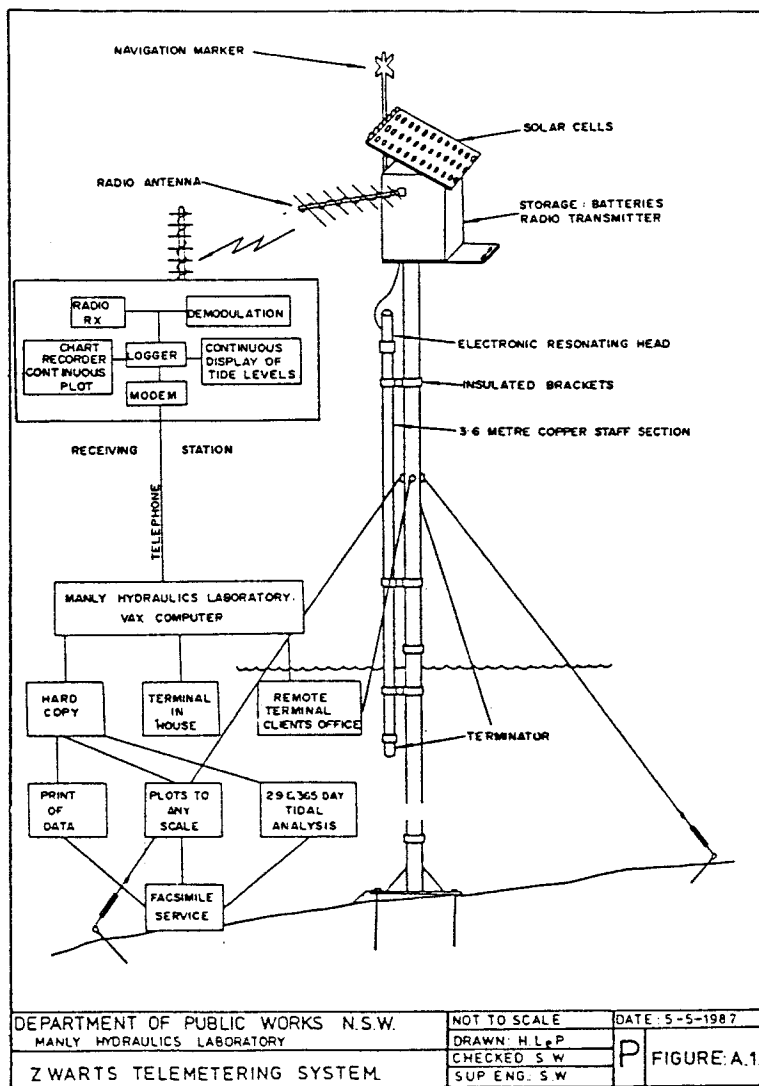 NAVIGATION MARKER
SOLAR CELLS
RADIO ANTENNA
STORAGE : BATTERIES
RADIO TRANSMITTER
RADIO
RX
DEMODULATION
CHART
RECORDER
CONTINUOUS
PLOT
LOGGER
CONTINUOUS
DISPLAY OF
TIDE LEVELS
MODEM
ELECTRONIC RESONATING HEAD
INSULATED BRACKETS
3·6 METRE COPPER STAFF SECTION
RECEIVING STATION
TELEPHONE
MANLY HYDRAULICS LABORATORY.
VAX COMPUTER
HARD
COPY
TERMINAL
IN
HOUSE
REMOTE
TERMINAL
CLIENTS OFFICE
TERMINATOR
PRINT
OF
DATA
PLOTS TO
ANY
SCALE
29 & 365 DAY
TIDAL
ANALYSIS
FACSIMILE
SERVICE
DEPARTMENT OF PUBLIC WORKS N.S.W.
MANLY HYDRAULICS LABORATORY
ZWARTS TELEMETERING SYSTEM
NOT TO SCALE
DRAWN: H.LeP
CHECKED S.W
SUP ENG. S.W
DATE: 5-5-1987
P
FIGURE: A.1.